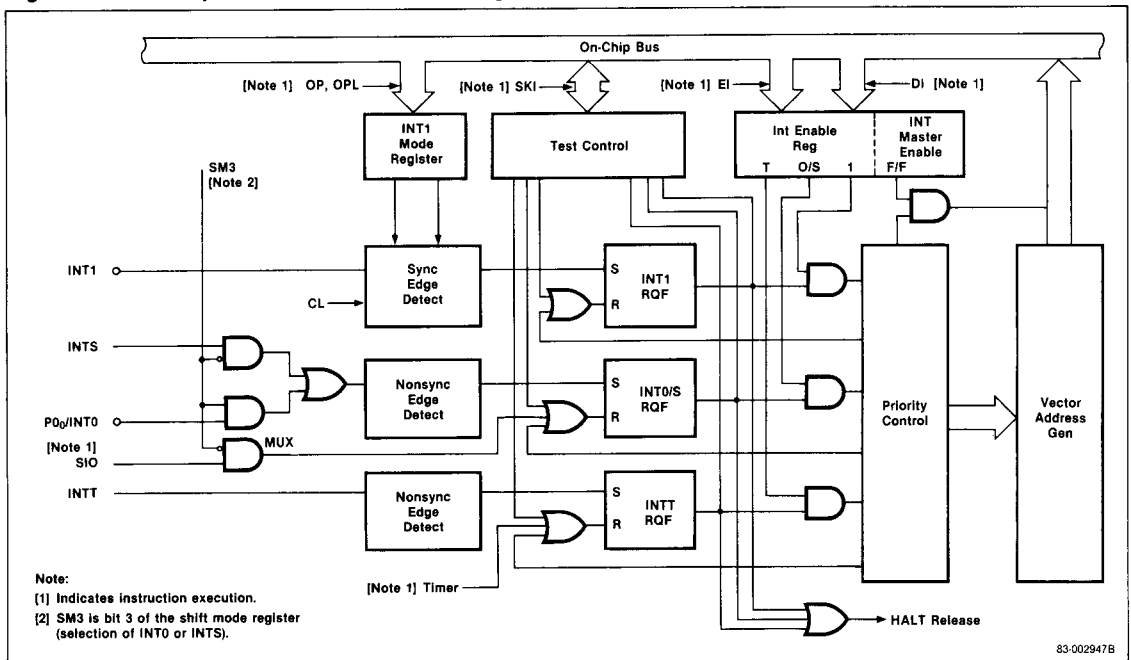 On-Chip Bus
[Note 1] OP, OPL
[Note 1] SKI
[Note 1] EI
DI [Note 1]
INT1
Mode
Register
Test Control
Int Enable
Reg
INT
Master
Enable
T O/S 1 F/F
SM3
[Note 2]
INT1
Sync
Edge
Detect
CL
S
R
INT1
RQF
INTS
P0₀/INT0
[Note 1]
SIO
MUX
Nonsync
Edge
Detect
S
R
INT0/S
RQF
Priority
Control
Vector
Address
Gen
INTT
Nonsync
Edge
Detect
S
R
INTT
RQF
[Note 1] Timer
HALT Release
Note:
[1] Indicates instruction execution.
[2] SM3 is bit 3 of the shift mode register
(selection of INT0 or INTS).
83-002947B